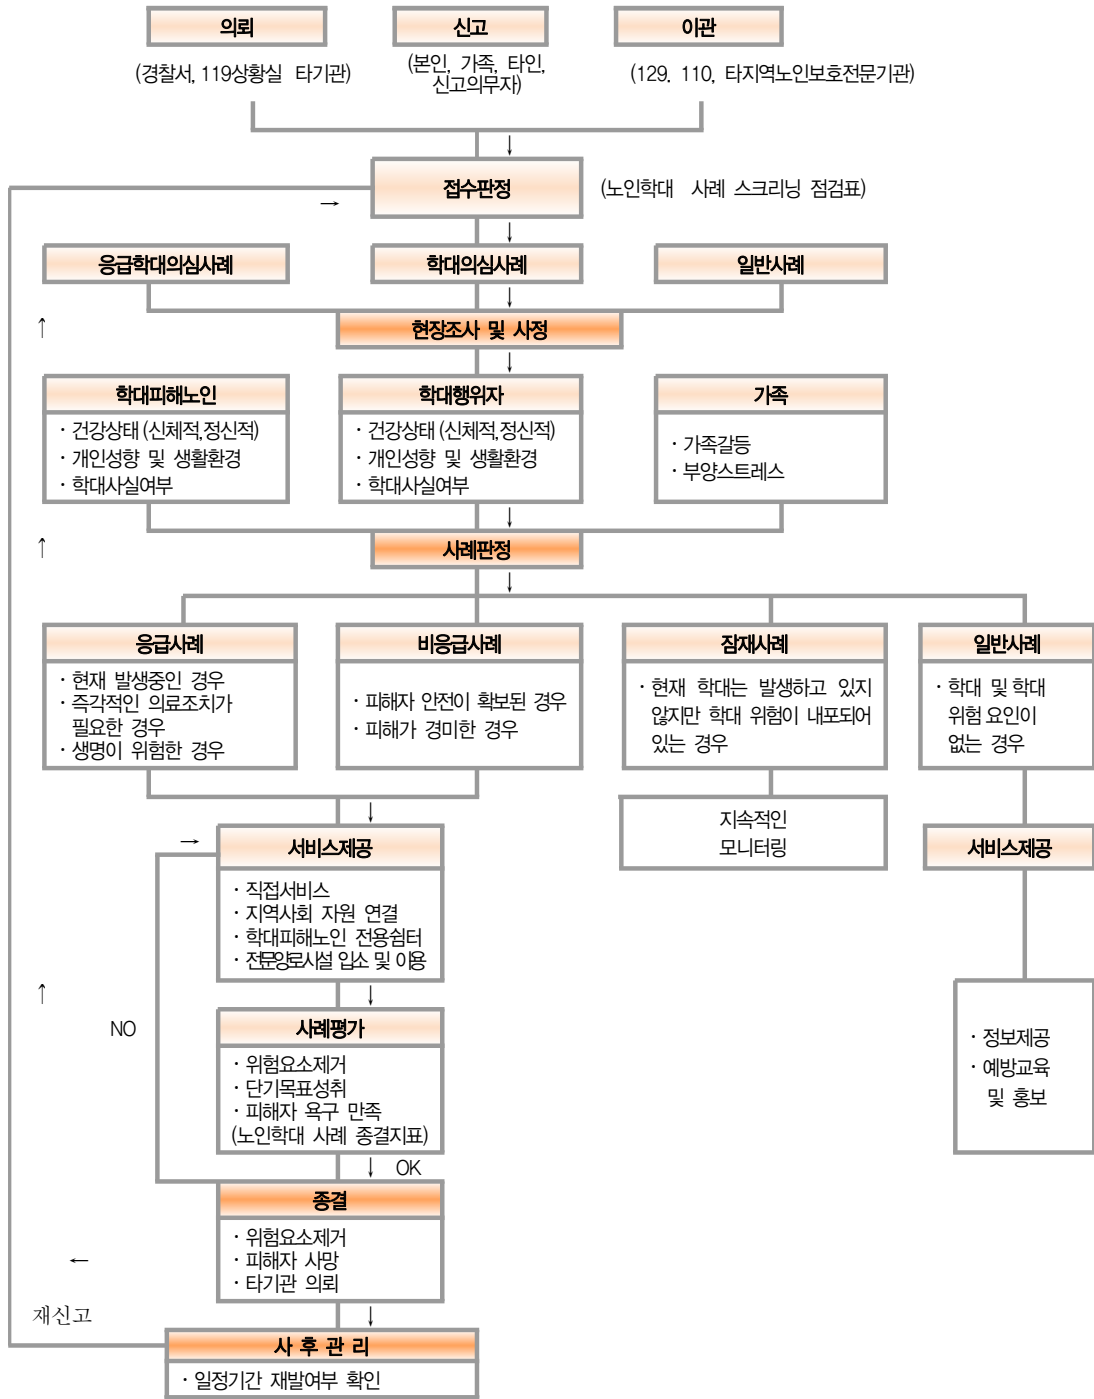 의뢰
신고
이관
(경찰서, 119상황실 타기관)
(본인, 가족, 타인,
신고의무자)
(129. 110, 타지역노인보호전문기관)
↓
접수판정
(노인학대 사례 스크리닝 점검표)
→
↓
응급학대의심사례
학대의심사례
일반사례
↓
↑
현장조사 및 사정
↓
학대피해노인
· 건강상태(신체적,정신적)
· 개인성향 및 생활환경
· 학대사실여부
학대행위자
· 건강상태(신체적,정신적)
· 개인성향 및 생활환경
· 학대사실여부
가족
· 가족갈등
· 부양스트레스
↓
↑
사례판정
↓
응급사례
· 현재 발생중인 경우
· 즉각적인 의료조치가
필요한 경우
· 생명이 위험한 경우
비응급사례
· 피해자 안전이 확보된 경우
· 피해가 경미한 경우
잠재사례
· 현재 학대는 발생하고 있지
않지만 학대 위험이 내포되어
있는 경우
일반사례
· 학대 및 학대
위험 요인이
없는 경우
↓
지속적인
모니터링
→
서비스제공
· 직접서비스
· 지역사회 자원 연결
· 학대피해노인 전용쉼터
· 전문양로시설 입소 및 이용
서비스제공
↑
↓
NO
사례평가
· 위험요소제거
· 단기목표성취
· 피해자 욕구 만족
(노인학대 사례 종결지표)
· 정보제공
· 예방교육
및 홍보
↓ OK
종결
· 위험요소제거
· 피해자 사망
· 타기관 의뢰
←
재신고
↓
사 후 관 리
· 일정기간 재발여부 확인